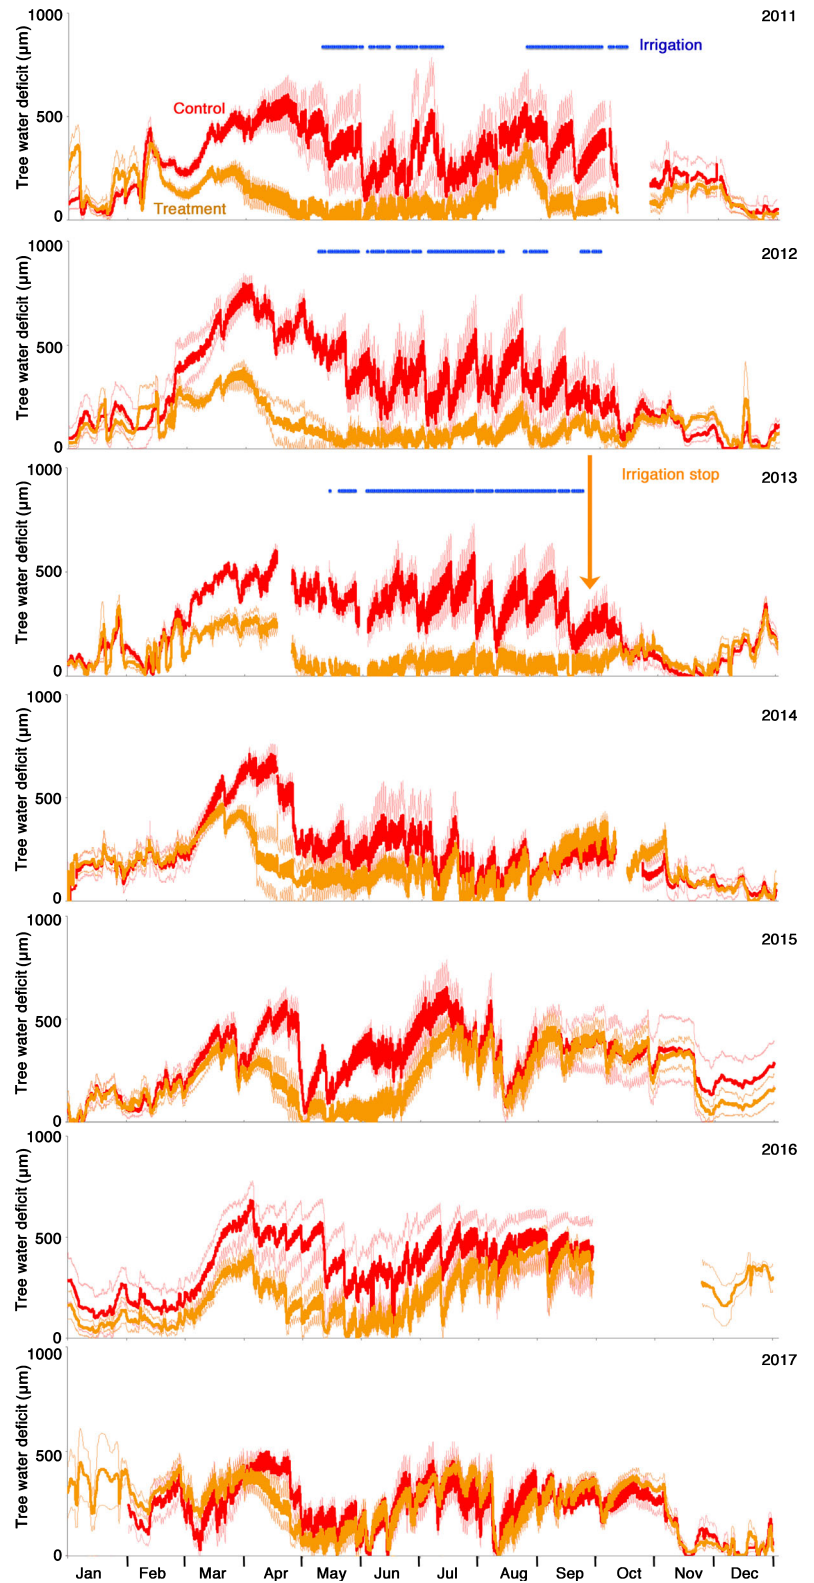 1000
2011
Irrigation
Tree water deficit (µm)
500
Control
Treatment
0
1000
2012
Tree water deficit (µm)
500
0
1000
Irrigation stop
2013
Tree water deficit (µm)
500
0
1000
2014
Tree water deficit (µm)
500
0
1000
2015
Tree water deficit (µm)
500
0
1000
2016
Tree water deficit (µm)
500
0
1000
2017
Tree water deficit (µm)
500
0
Jan Feb Mar Apr May Jun Jul Aug Sep Oct Nov Dec